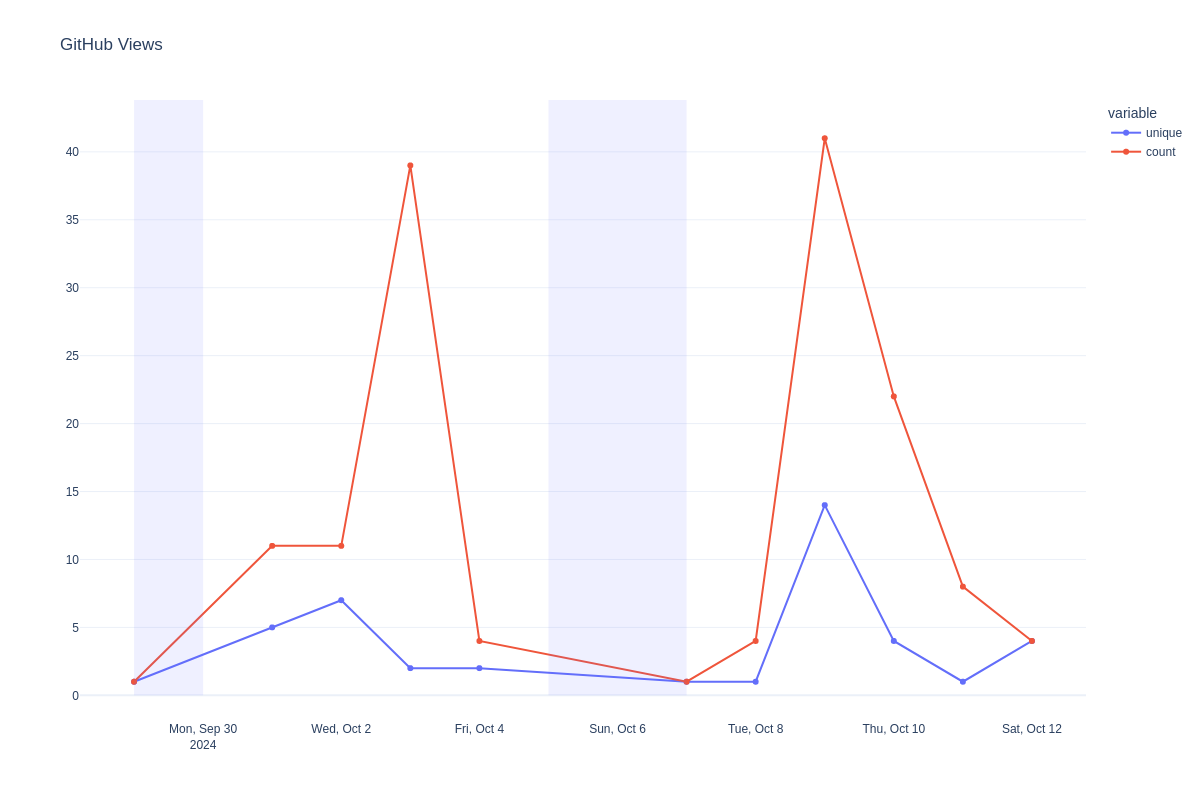 GitHub Views
variable
unique
count
40
35
30
25
20
15
10
5
0
Mon, Sep 30
2024
Wed, Oct 2
Fri, Oct 4
Sun, Oct 6
Tue, Oct 8
Thu, Oct 10
Sat, Oct 12